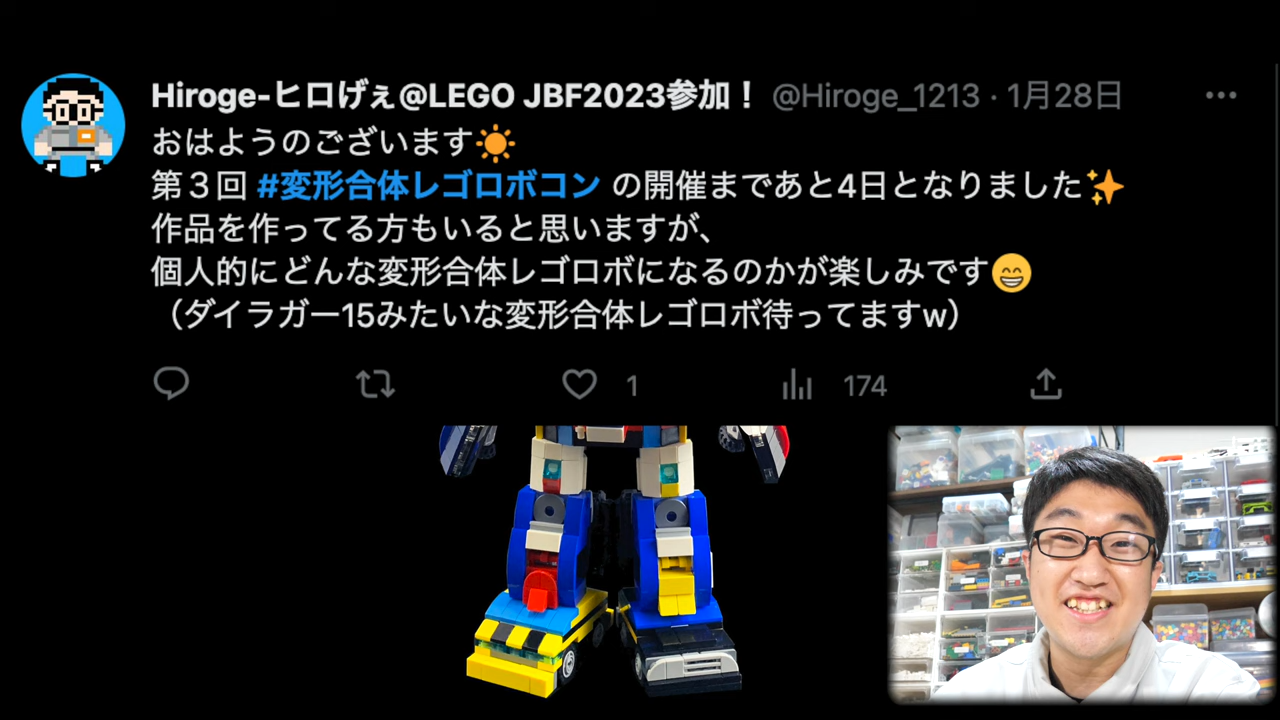 Hiroge-ヒロげぇ@LEGO JBF2023参加！ @Hiroge_1213 · 1月28日
おはようのございます☀️
第３回 #変形合体レゴロボコン の開催まであと4日となりました✨
作品を作ってる方もいると思いますが、
個人的にどんな変形合体レゴロボになるのかが楽しみです😁
（ダイラガー15みたいな変形合体レゴロボ待ってますw）
1 174